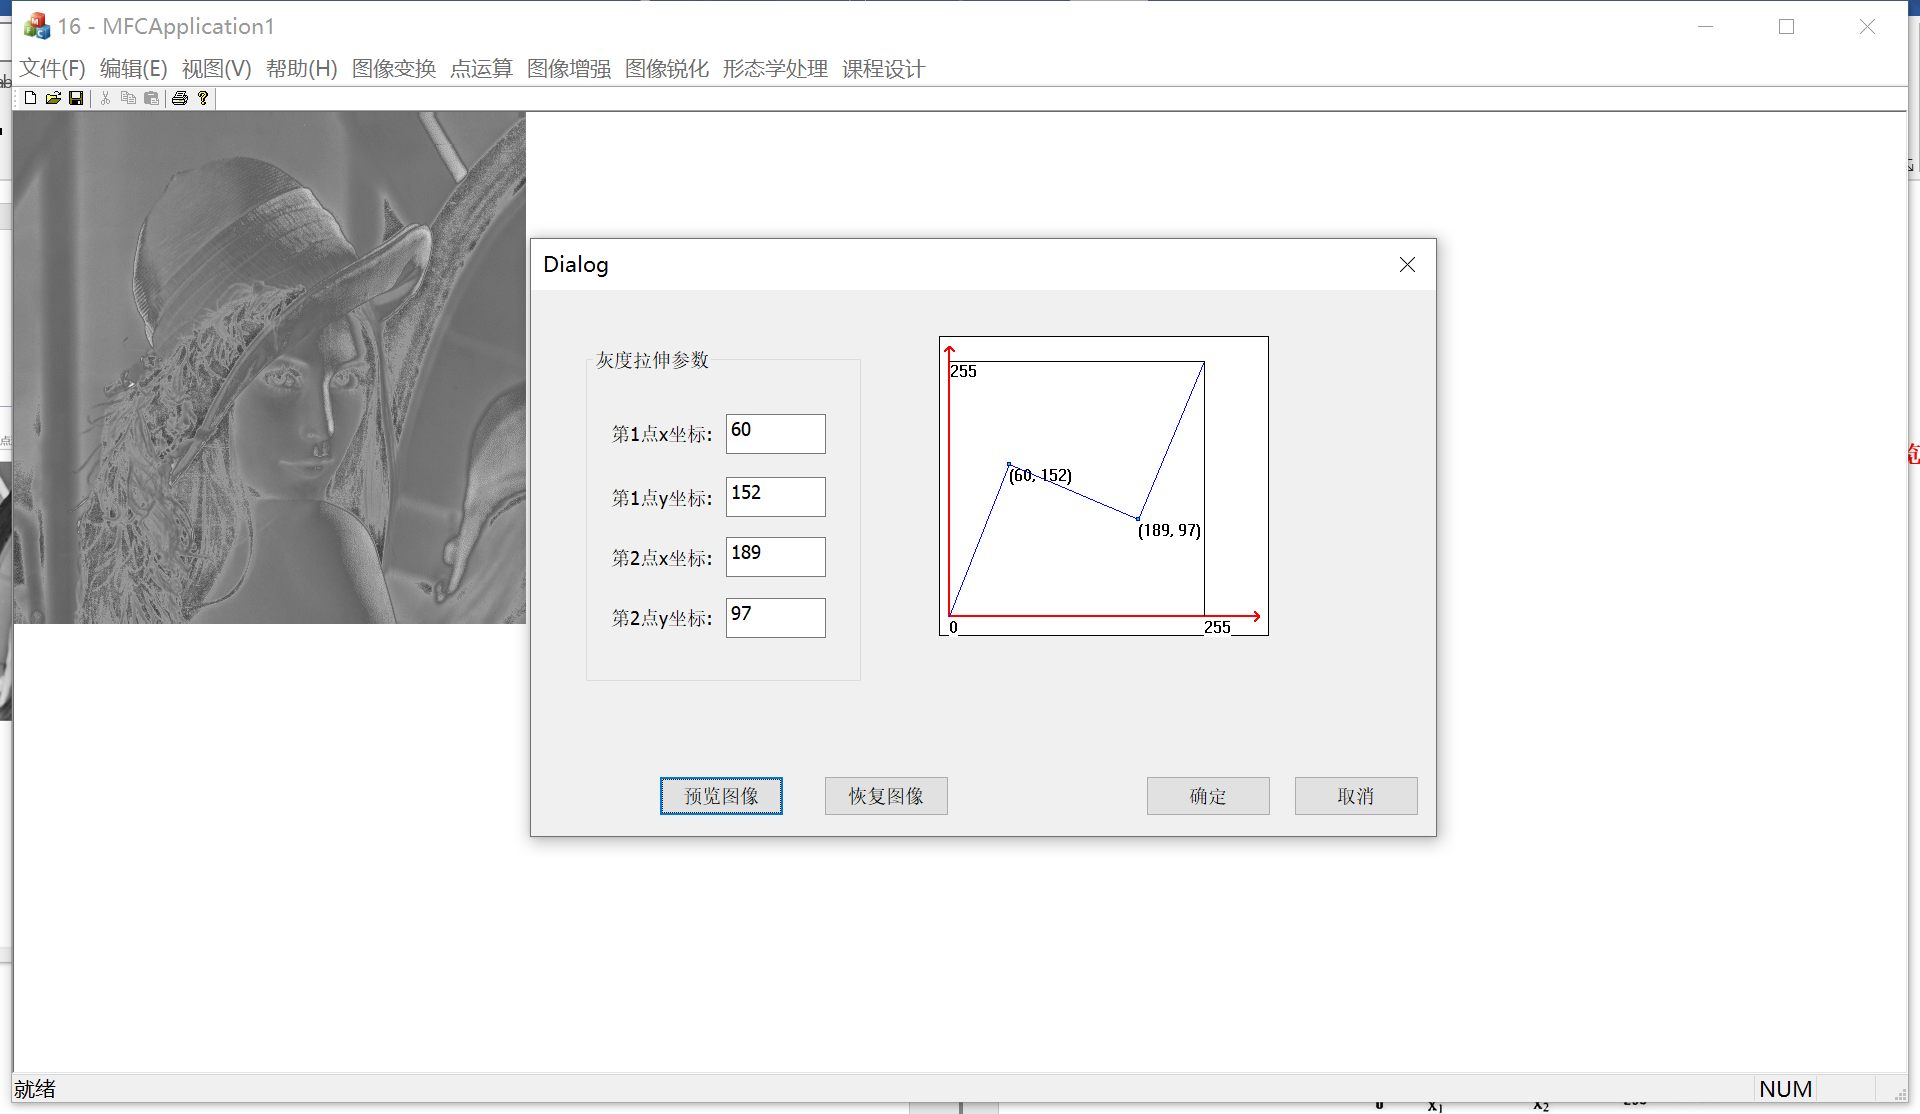 16 - MFCApplication1
文件(F) 编辑(E) 视图(V) 帮助(H) 图像变换 点运算 图像增强 图像锐化 形态学处理 课程设计
Dialog
灰度拉伸参数
第1点x坐标: 60
第1点y坐标: 152
第2点x坐标: 189
第2点y坐标: 97
255
(60, 152)
(189, 97)
0
255
预览图像 恢复图像 确定 取消
就绪
NUM